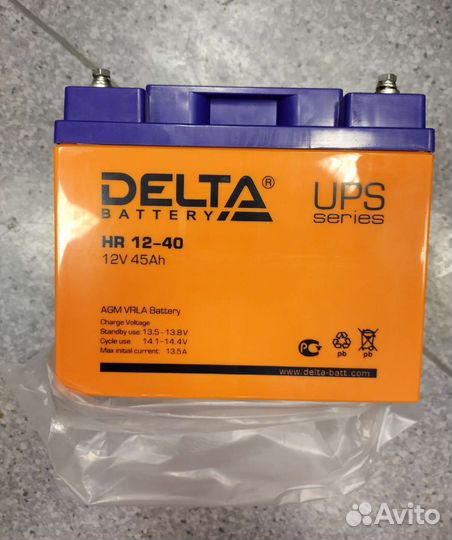 DELTA®
BATTERY
UPS
series
HR 12-40
12V 45Ah
AGM VRLA Battery
Charge Voltage
Standby use: 13.5-13.8V
Cycle use: 14.1-14.4V
Max initial current: 13.5A
Pb
Pb
www.delta-batt.com
Avito